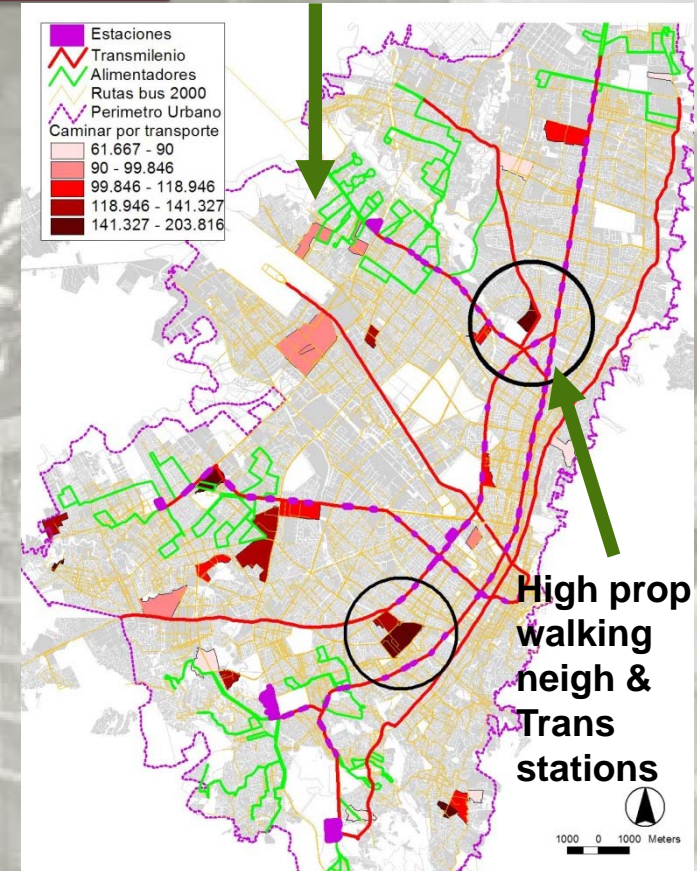 Estaciones
Transmilenio
Alimentadores
Rutas bus 2000
Perimetro Urbano
Caminar por transporte
61.667 - 90
90 - 99.846
99.846 - 118.946
118.946 - 141.327
141.327 - 203.816
High prop
walking
neigh &
Trans
stations
1000 0 1000 Meters